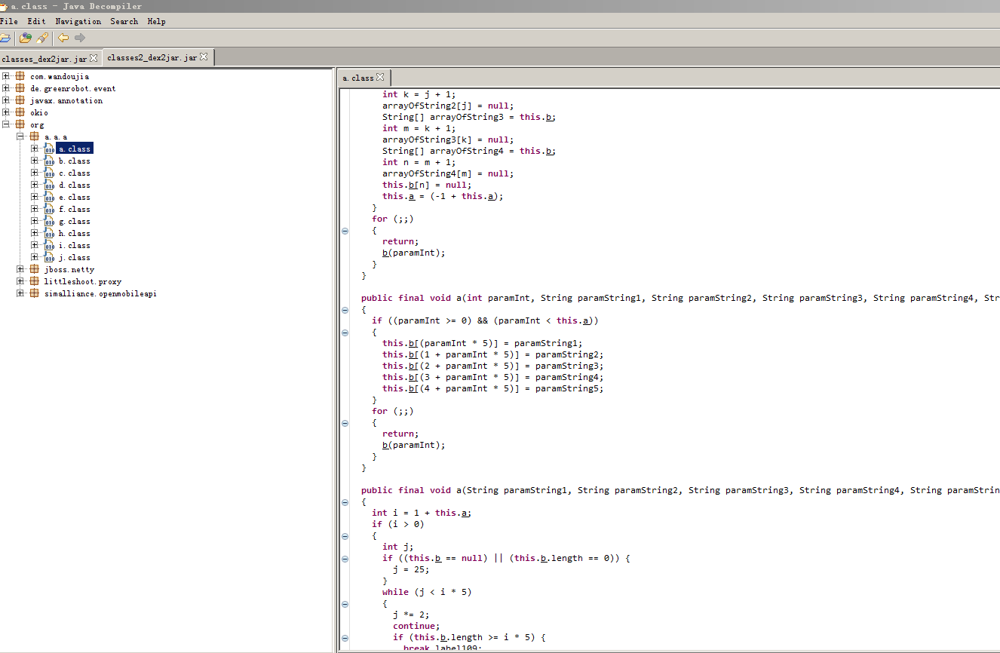 a.class - Java Decompiler
File Edit Navigation Search Help
classes_dex2jar.jar
classes2_dex2jar.jar
com.wandoujia
de.greenrobot.event
javax.annotation
okio
org
a.a.a
a.class
b.class
c.class
d.class
e.class
f.class
g.class
h.class
i.class
j.class
jboss.netty
littleshoot.proxy
simalliance.openmobileapi
a.class
int k = j + 1;
arrayOfString2[j] = null;
String[] arrayOfString3 = this.b;
int m = k + 1;
arrayOfString3[k] = null;
String[] arrayOfString4 = this.b;
int n = m + 1;
arrayOfString4[m] = null;
this.b[n] = null;
this.a = (-1 + this.a);
}
for (;;)
{
return;
b(paramInt);
}
}
public final void a(int paramInt, String paramString1, String paramString2, String paramString3, String paramString4, Str
{
if ((paramInt >= 0) && (paramInt < this.a))
{
this.b[(paramInt * 5)] = paramString1;
this.b[(1 + paramInt * 5)] = paramString2;
this.b[(2 + paramInt * 5)] = paramString3;
this.b[(3 + paramInt * 5)] = paramString4;
this.b[(4 + paramInt * 5)] = paramString5;
}
for (;;)
{
return;
b(paramInt);
}
}
public final void a(String paramString1, String paramString2, String paramString3, String paramString4, String paramStrin
{
int i = 1 + this.a;
if (i > 0)
{
int j;
if ((this.b == null) || (this.b.length == 0)) {
j = 25;
}
while (j < i * 5)
{
j *= 2;
continue;
if (this.b.length >= i * 5) {
break label109;